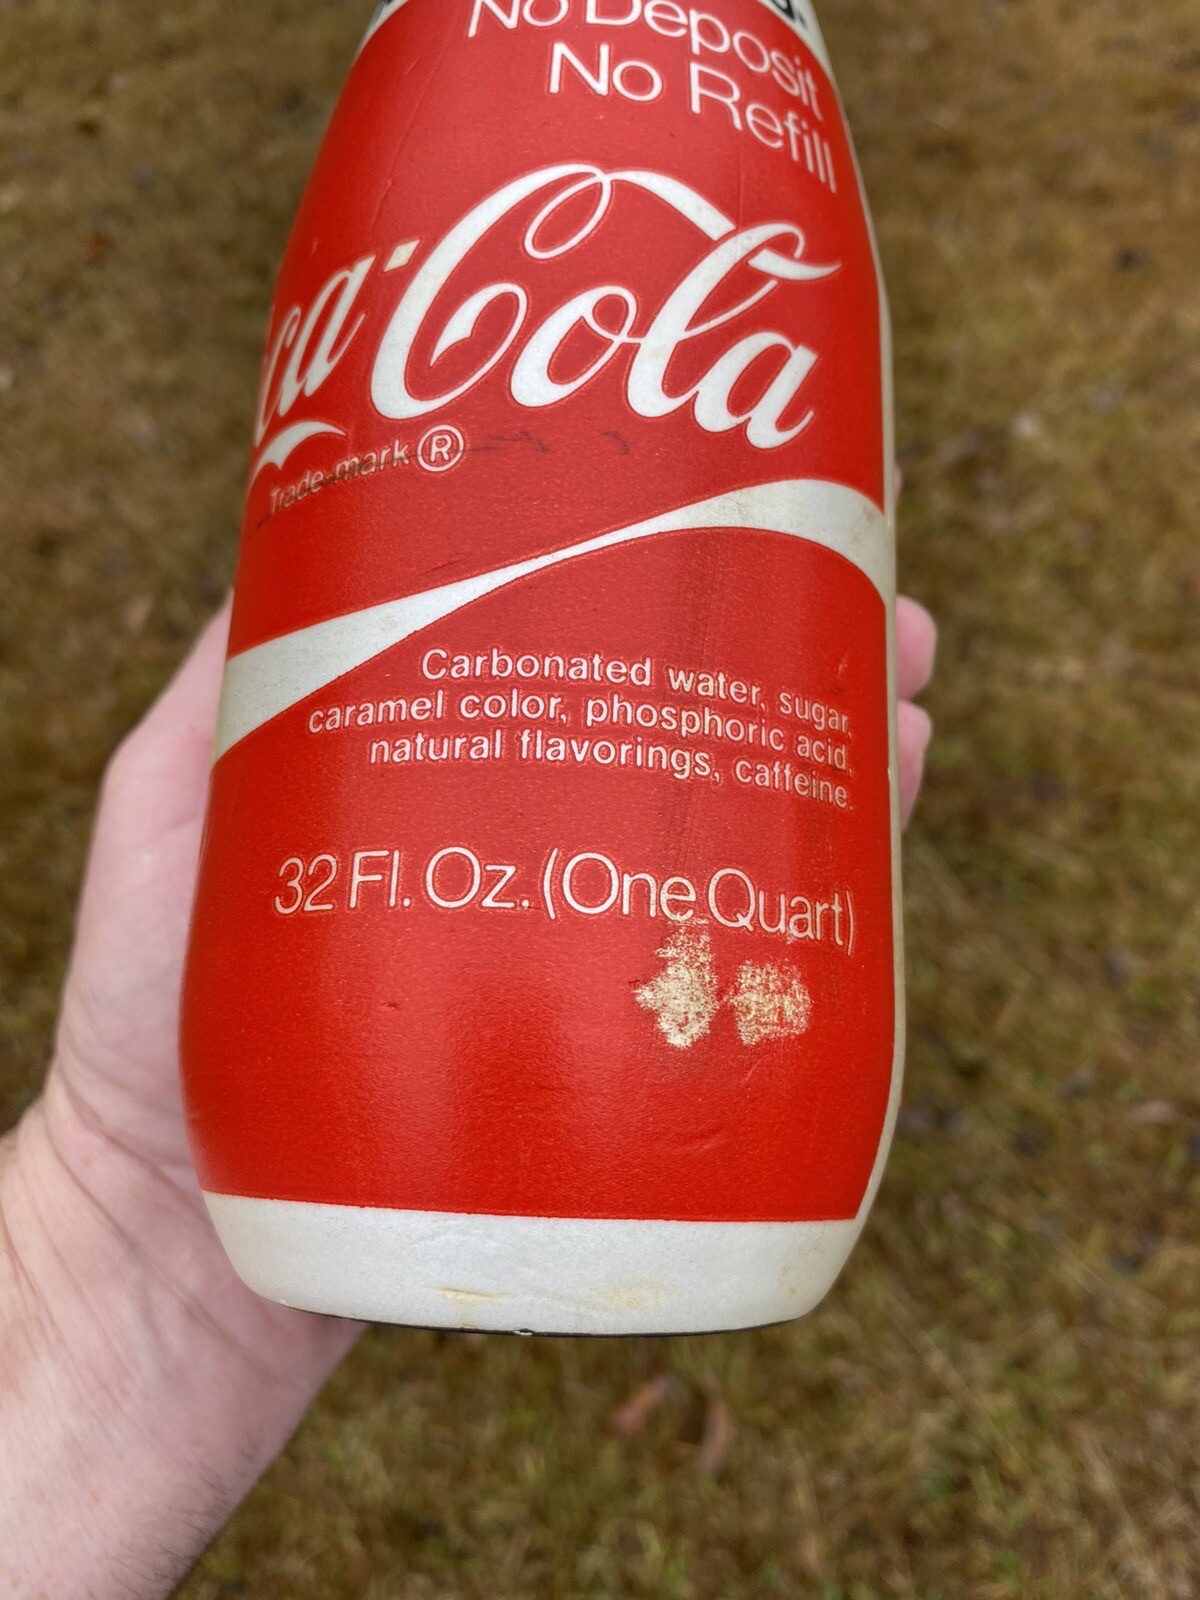 No Deposit
No Refill
ca-Cola
Trade-mark ®
Carbonated water, sugar,
caramel color, phosphoric acid,
natural flavorings, caffeine.
32 Fl. Oz. (One Quart)